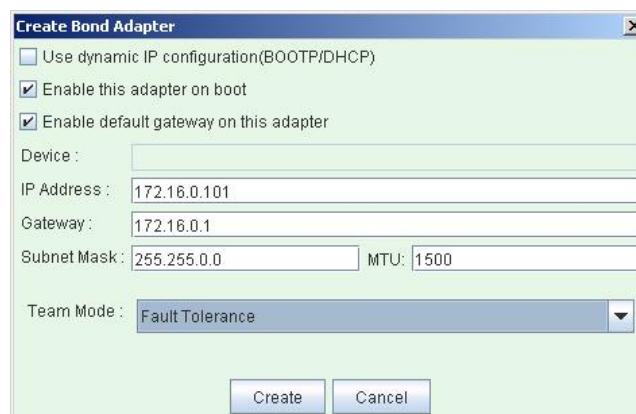 Create Bond Adapter
Use dynamic IP configuration(BOOTP/DHCP)
Enable this adapter on boot
Enable default gateway on this adapter
Device :
IP Address : 172.16.0.101
Gateway : 172.16.0.1
Subnet Mask : 255.255.0.0 MTU: 1500
Team Mode : Fault Tolerance
Create Cancel